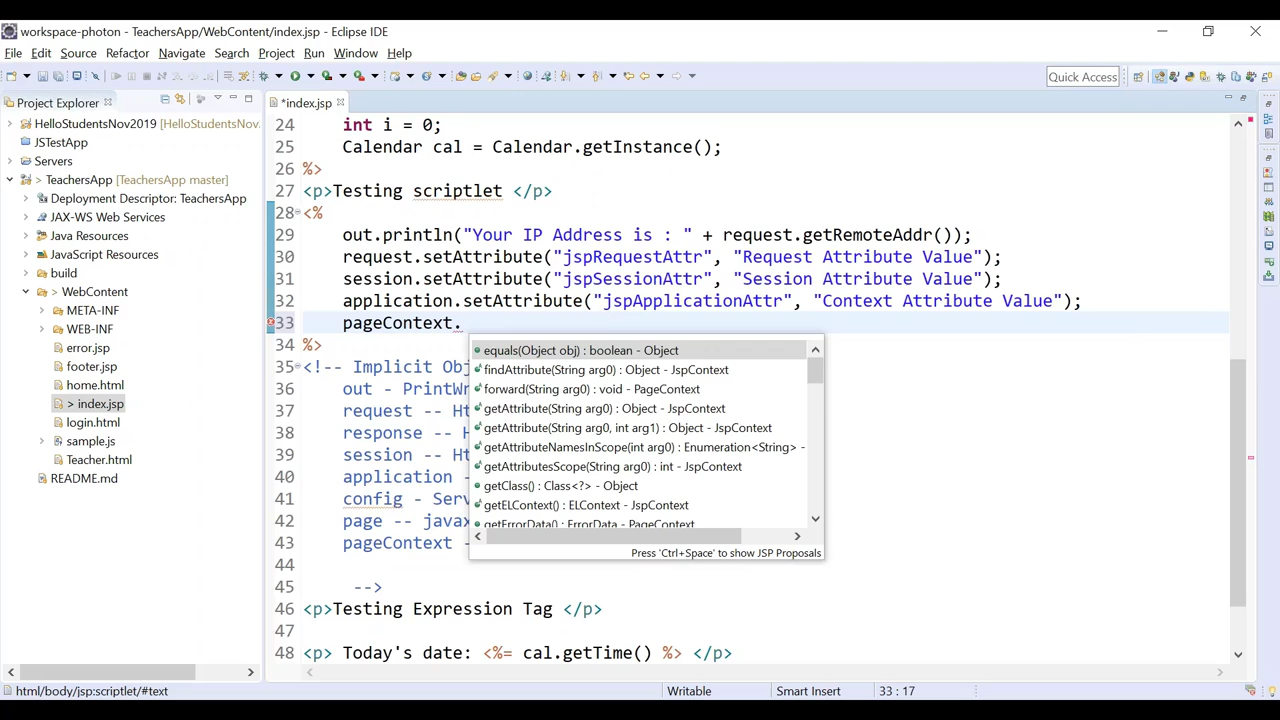 workspace-photon - TeachersApp/WebContent/index.jsp - Eclipse IDE
File Edit Source Refactor Navigate Search Project Run Window Help
Quick Access
Project Explorer
*index.jsp
HelloStudentsNov2019 [HelloStudentsNov.
JSTestApp
Servers
> TeachersApp [TeachersApp master]
Deployment Descriptor: TeachersApp
JAX-WS Web Services
Java Resources
JavaScript Resources
build
> WebContent
META-INF
WEB-INF
error.jsp
footer.jsp
home.html
> index.jsp
login.html
sample.js
Teacher.html
README.md
24 int i = 0;
25 Calendar cal = Calendar.getInstance();
26 %>
27 <p>Testing scriptlet </p>
28 <%
29 out.println("Your IP Address is : " + request.getRemoteAddr());
30 request.setAttribute("jspRequestAttr", "Request Attribute Value");
31 session.setAttribute("jspSessionAttr", "Session Attribute Value");
32 application.setAttribute("jspApplicationAttr", "Context Attribute Value");
33 pageContext.
34 %>
35 <!-- Implicit Obj
36 out - PrintWr
37 request -- Ht
38 response -- H
39 session -- Ht
40 application -
41 config - Serv
42 page -- javax
43 pageContext -
44
45 -->
46 <p>Testing Expression Tag </p>
47
48 <p> Today's date: <%= cal.getTime() %> </p>
equals(Object obj) : boolean - Object
findAttribute(String arg0) : Object - JspContext
forward(String arg0) : void - PageContext
getAttribute(String arg0) : Object - JspContext
getAttribute(String arg0, int arg1) : Object - JspContext
getAttributeNamesInScope(int arg0) : Enumeration<String> -
getAttributesScope(String arg0) : int - JspContext
getClass() : Class<?> - Object
getELContext() : ELContext - JspContext
getErrorData() : ErrorData - PageContext
Press 'Ctrl+Space' to show JSP Proposals
html/body/jsp:scriptlet/#text
Writable
Smart Insert
33 : 17